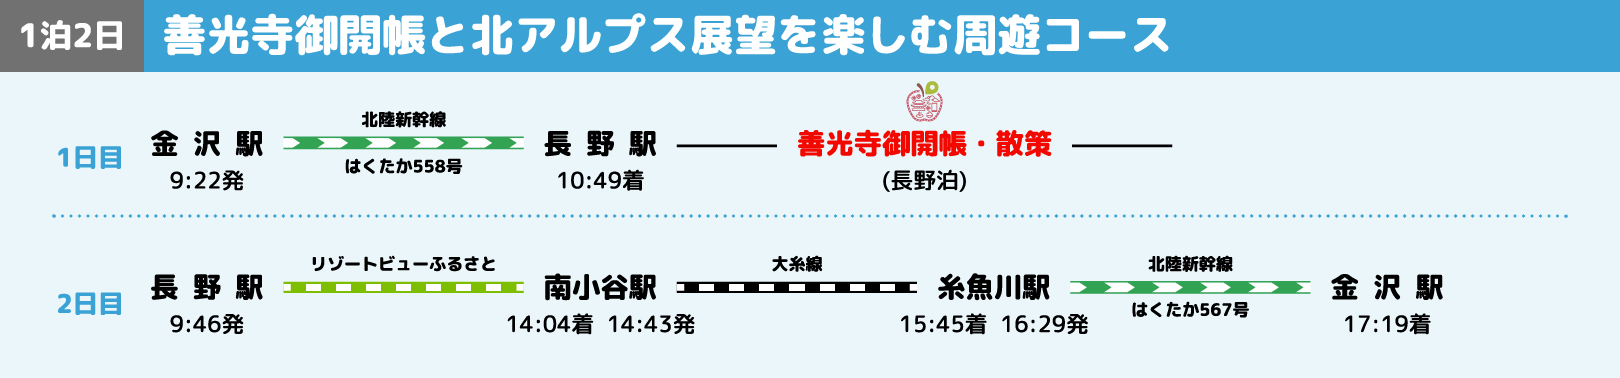 1泊2日 善光寺御開帳と北アルプス展望を楽しむ周遊コース
1日目
金沢駅
9:22発
北陸新幹線
はくたか558号
長野駅
10:49着
善光寺御開帳・散策
(長野泊)
2日目
長野駅
9:46発
リゾートビューふるさと
南小谷駅
14:04着 14:43発
大糸線
糸魚川駅
15:45着 16:29発
北陸新幹線
はくたか567号
金沢駅
17:19着